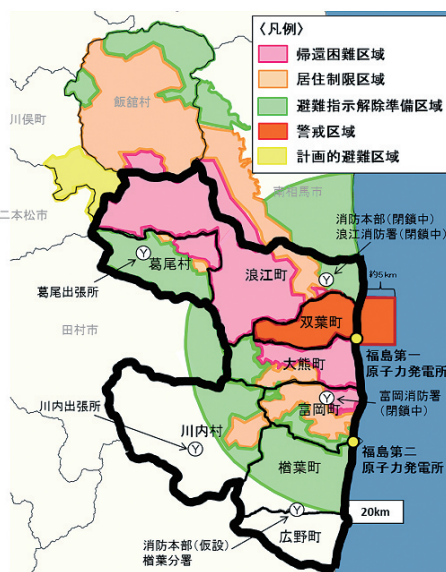 〈凡例〉
帰還困難区域
居住制限区域
避難指示解除準備区域
警戒区域
計画的避難区域
飯舘村
川俣町
南相馬市
二本松市
消防本部(閉鎖中)
浪江消防署(閉鎖中)
葛尾村
葛尾出張所
浪江町
約5km
双葉町
田村市
福島第一
原子力発電所
大熊町
富岡消防署
(閉鎖中)
富岡町
川内出張所
川内村
福島第二
原子力発電所
楢葉町
20km
広野町
消防本部(仮設)
楢葉分署